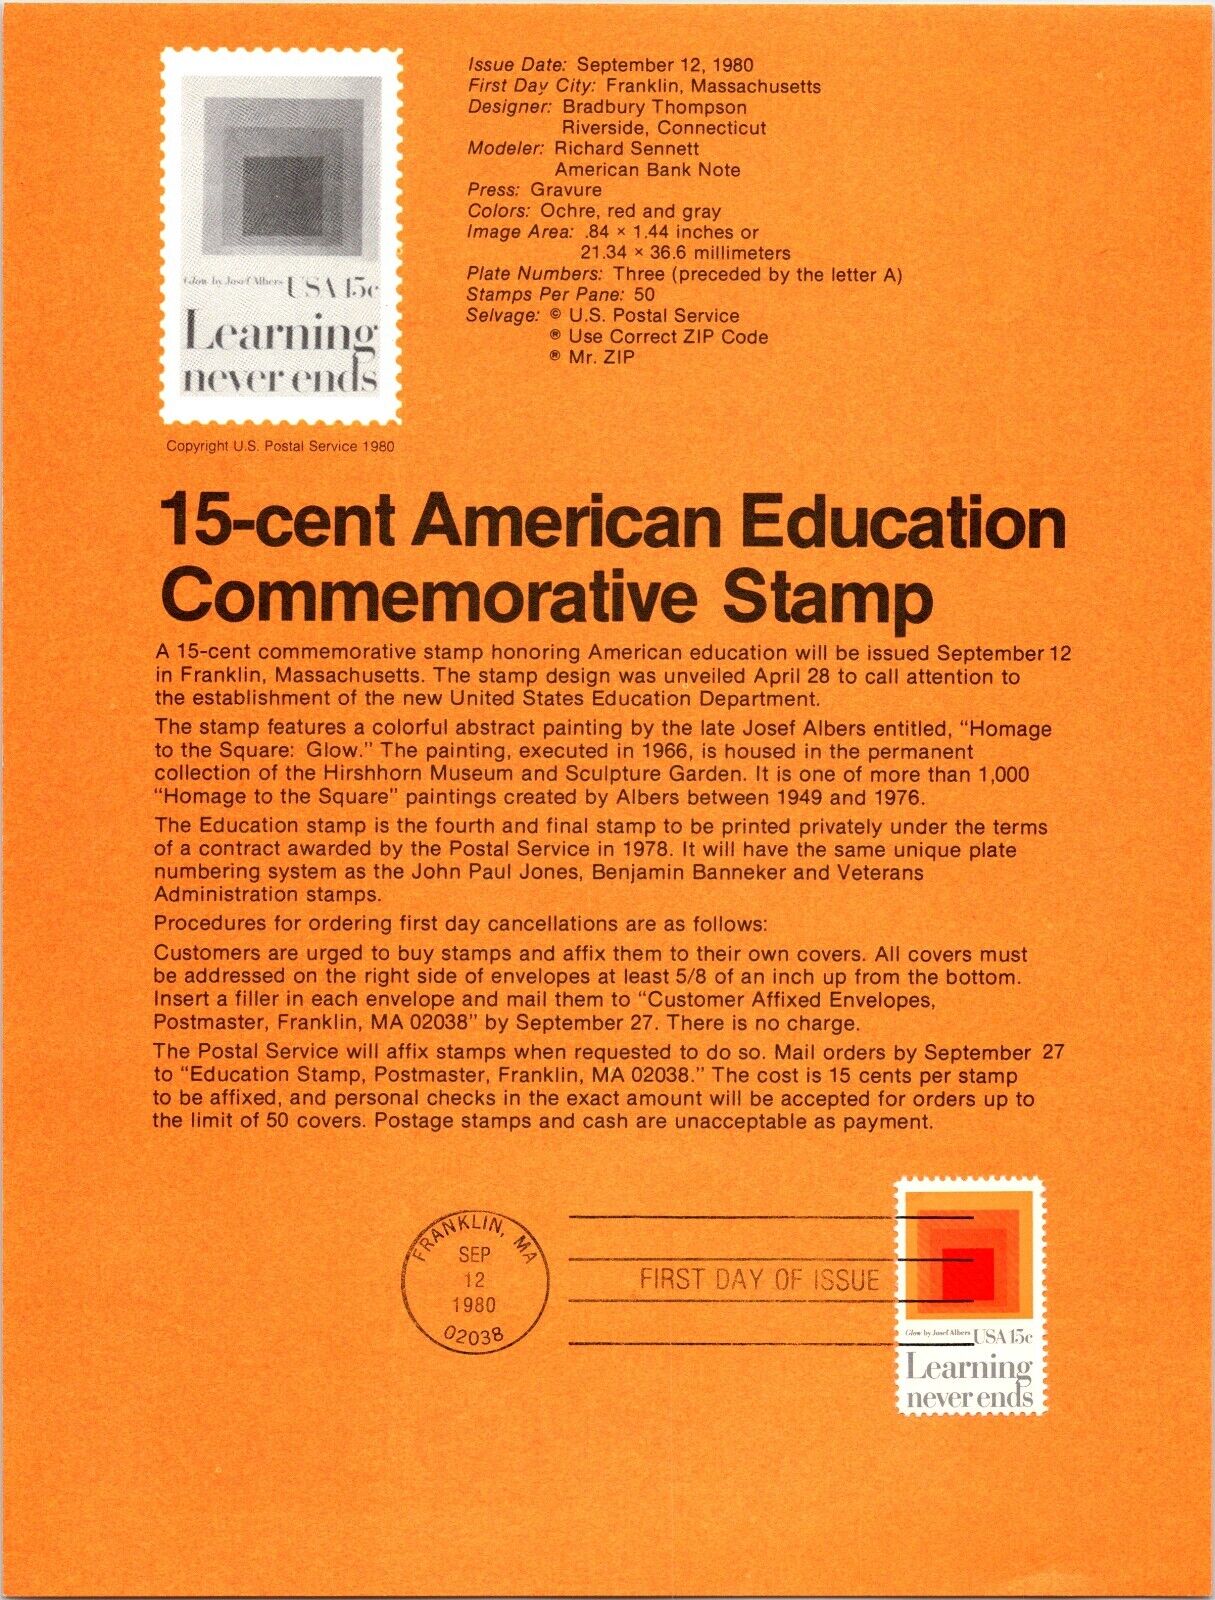 Issue Date: September 12, 1980
First Day City: Franklin, Massachusetts
Designer: Bradbury Thompson
Riverside, Connecticut
Modeler: Richard Sennett
American Bank Note
Press: Gravure
Colors: Ochre, red and gray
Image Area: .84 × 1.44 inches or
21.34 × 36.6 millimeters
Plate Numbers: Three (preceded by the letter A)
Stamps Per Pane: 50
Selvage: © U.S. Postal Service
® Use Correct ZIP Code
® Mr. ZIP
Glow by Josef Albers USA 15c
Learning
never ends
Copyright U.S. Postal Service 1980
15-cent American Education
Commemorative Stamp
A 15-cent commemorative stamp honoring American education will be issued September 12
in Franklin, Massachusetts. The stamp design was unveiled April 28 to call attention to
the establishment of the new United States Education Department.
The stamp features a colorful abstract painting by the late Josef Albers entitled, “Homage
to the Square: Glow.” The painting, executed in 1966, is housed in the permanent
collection of the Hirshhorn Museum and Sculpture Garden. It is one of more than 1,000
“Homage to the Square” paintings created by Albers between 1949 and 1976.
The Education stamp is the fourth and final stamp to be printed privately under the terms
of a contract awarded by the Postal Service in 1978. It will have the same unique plate
numbering system as the John Paul Jones, Benjamin Banneker and Veterans
Administration stamps.
Procedures for ordering first day cancellations are as follows:
Customers are urged to buy stamps and affix them to their own covers. All covers must
be addressed on the right side of envelopes at least 5/8 of an inch up from the bottom.
Insert a filler in each envelope and mail them to “Customer Affixed Envelopes,
Postmaster, Franklin, MA 02038” by September 27. There is no charge.
The Postal Service will affix stamps when requested to do so. Mail orders by September 27
to “Education Stamp, Postmaster, Franklin, MA 02038.” The cost is 15 cents per stamp
to be affixed, and personal checks in the exact amount will be accepted for orders up to
the limit of 50 covers. Postage stamps and cash are unacceptable as payment.
FRANKLIN, MA
SEP
12
1980
02038
FIRST DAY OF ISSUE
Glow by Josef Albers USA 15c
Learning
never ends